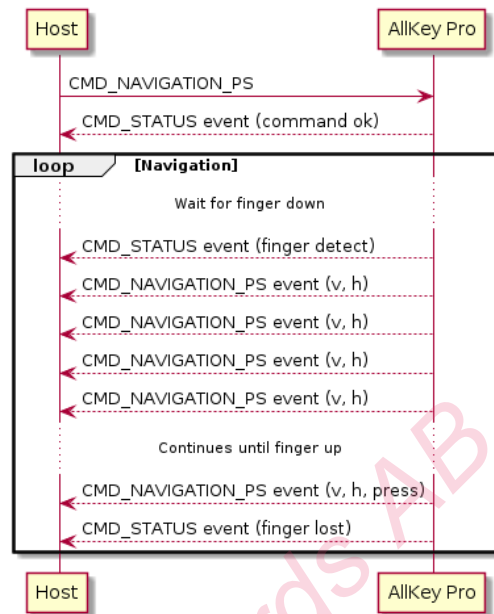 Host AllKey Pro
CMD_NAVIGATION_PS
CMD_STATUS event (command ok)
loop [Navigation]
Wait for finger down
CMD_STATUS event (finger detect)
CMD_NAVIGATION_PS event (v, h)
CMD_NAVIGATION_PS event (v, h)
CMD_NAVIGATION_PS event (v, h)
CMD_NAVIGATION_PS event (v, h)
Continues until finger up
CMD_NAVIGATION_PS event (v, h, press)
CMD_STATUS event (finger lost)
Host AllKey Pro
rds AB